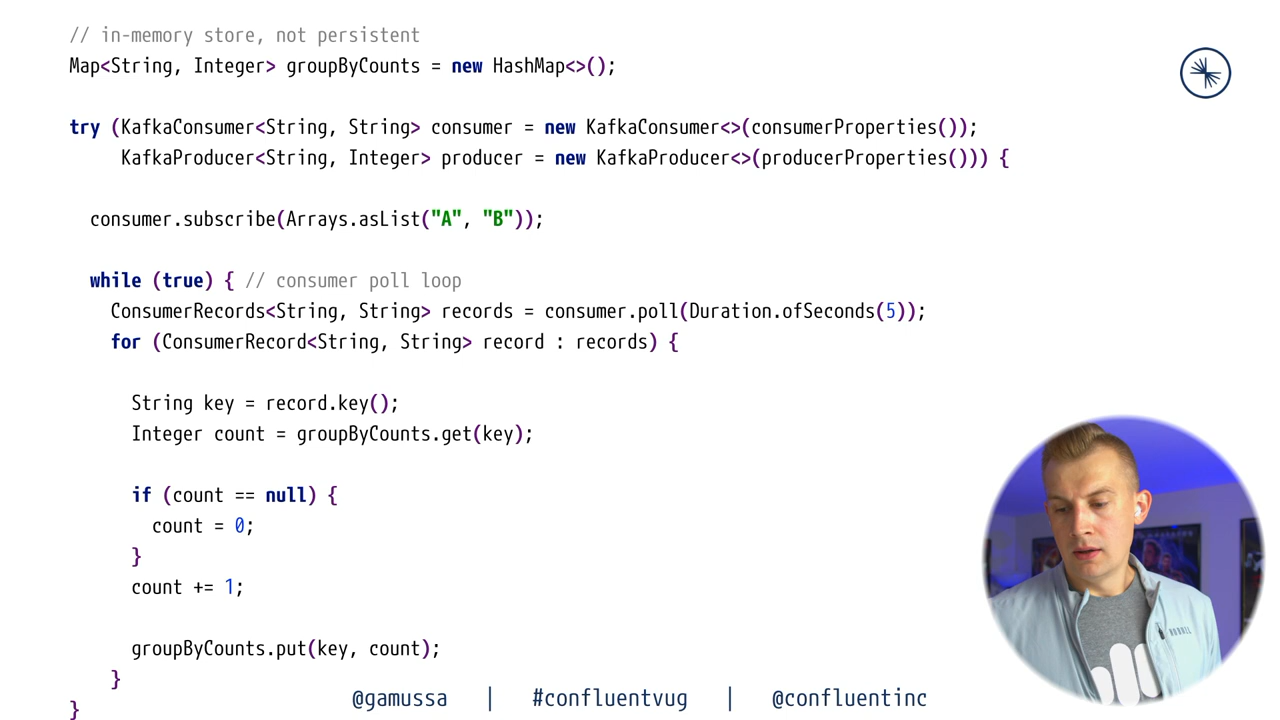 // in-memory store, not persistent
Map<String, Integer> groupByCounts = new HashMap<>();
try (KafkaConsumer<String, String> consumer = new KafkaConsumer<>(consumerProperties());
KafkaProducer<String, Integer> producer = new KafkaProducer<>(producerProperties())) {
consumer.subscribe(Arrays.asList("A", "B"));
while (true) { // consumer poll loop
ConsumerRecords<String, String> records = consumer.poll(Duration.ofSeconds(5));
for (ConsumerRecord<String, String> record : records) {
String key = record.key();
Integer count = groupByCounts.get(key);
if (count == null) {
count = 0;
}
count += 1;
groupByCounts.put(key, count);
}
}
@gamussa | #confluentvug | @confluentinc